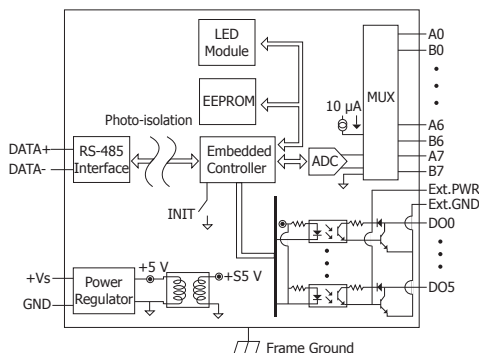 LED
Module
EEPROM
Photo-isolation
10 µA
MUX
A0
B0
A6
B6
A7
B7
DATA+
DATA-
RS-485
Interface
Embedded
Controller
ADC
INIT
Ext.PWR
Ext.GND
DO0
DO5
+Vs
GND
Power
Regulator
+5 V
+S5 V
Frame Ground